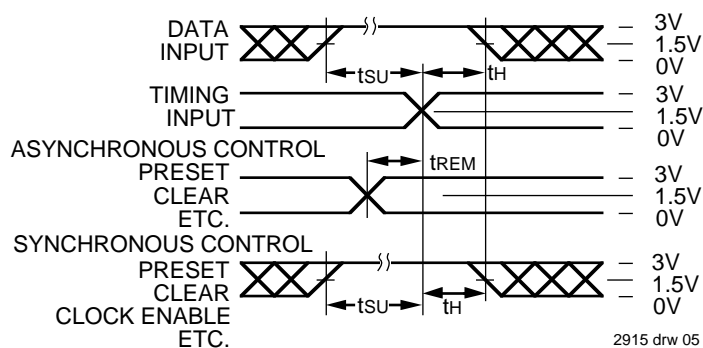 DATA
INPUT
3V
1.5V
0V
tSU
tH
TIMING
INPUT
3V
1.5V
0V
ASYNCHRONOUS CONTROL
PRESET
CLEAR
ETC.
tREM
3V
1.5V
0V
SYNCHRONOUS CONTROL
PRESET
CLEAR
CLOCK ENABLE
ETC.
tSU
tH
3V
1.5V
0V
2915 drw 05